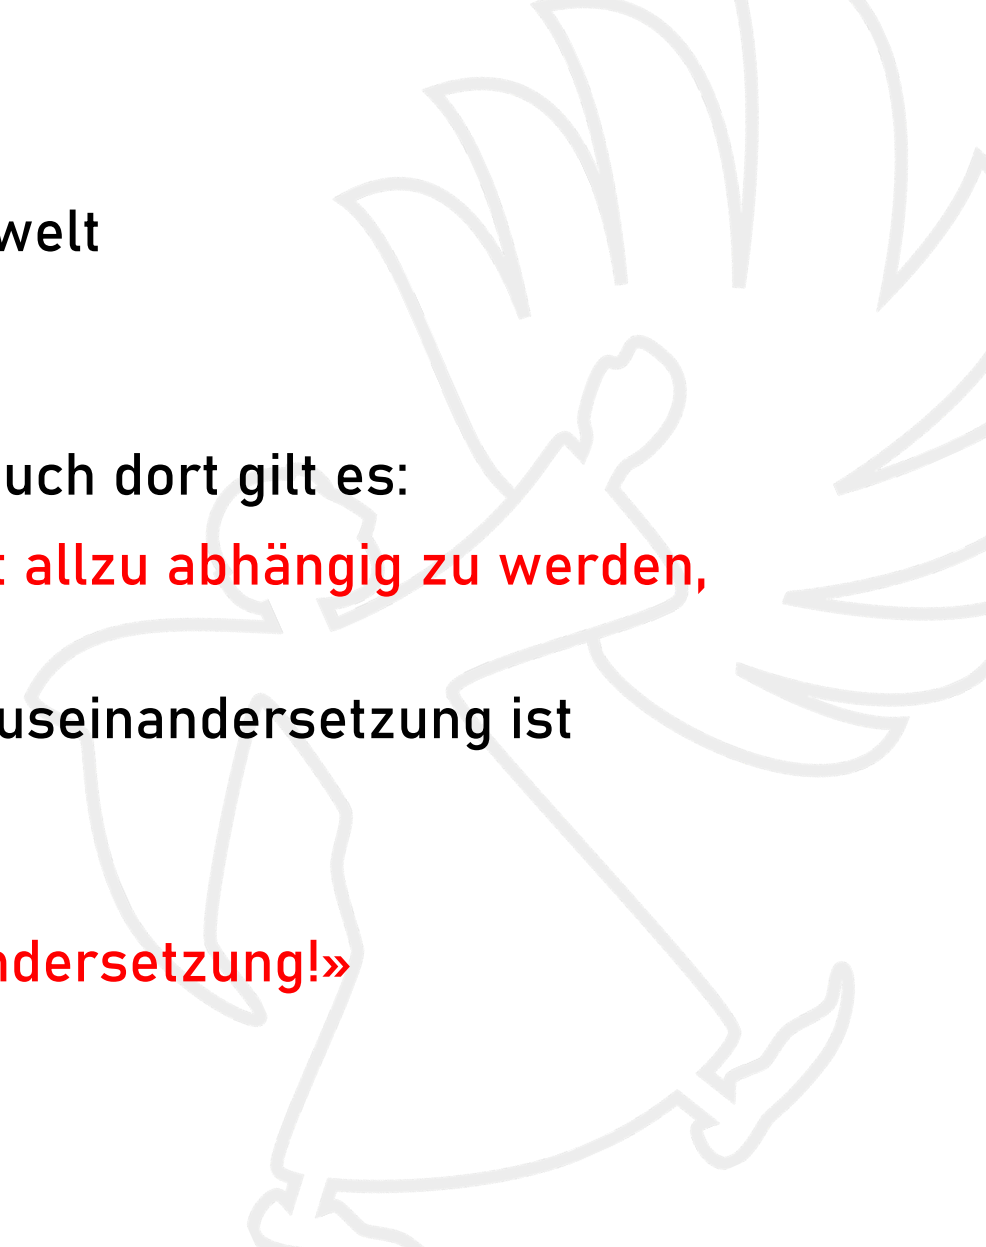 welt
uch dort gilt es:
t allzu abhängig zu werden,
useinandersetzung ist
ndersetzung!»